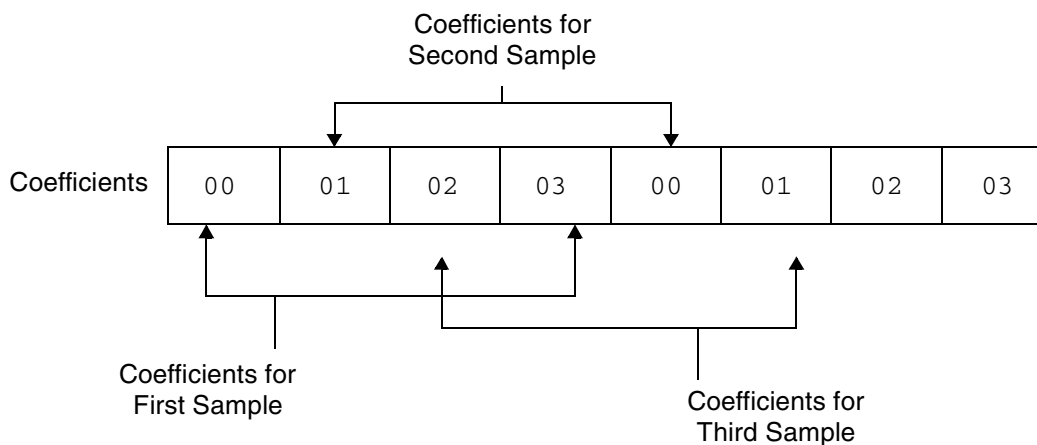 Coefficients for
Second Sample
Coefficients 00 01 02 03 00 01 02 03
Coefficients for
First Sample
Coefficients for
Third Sample